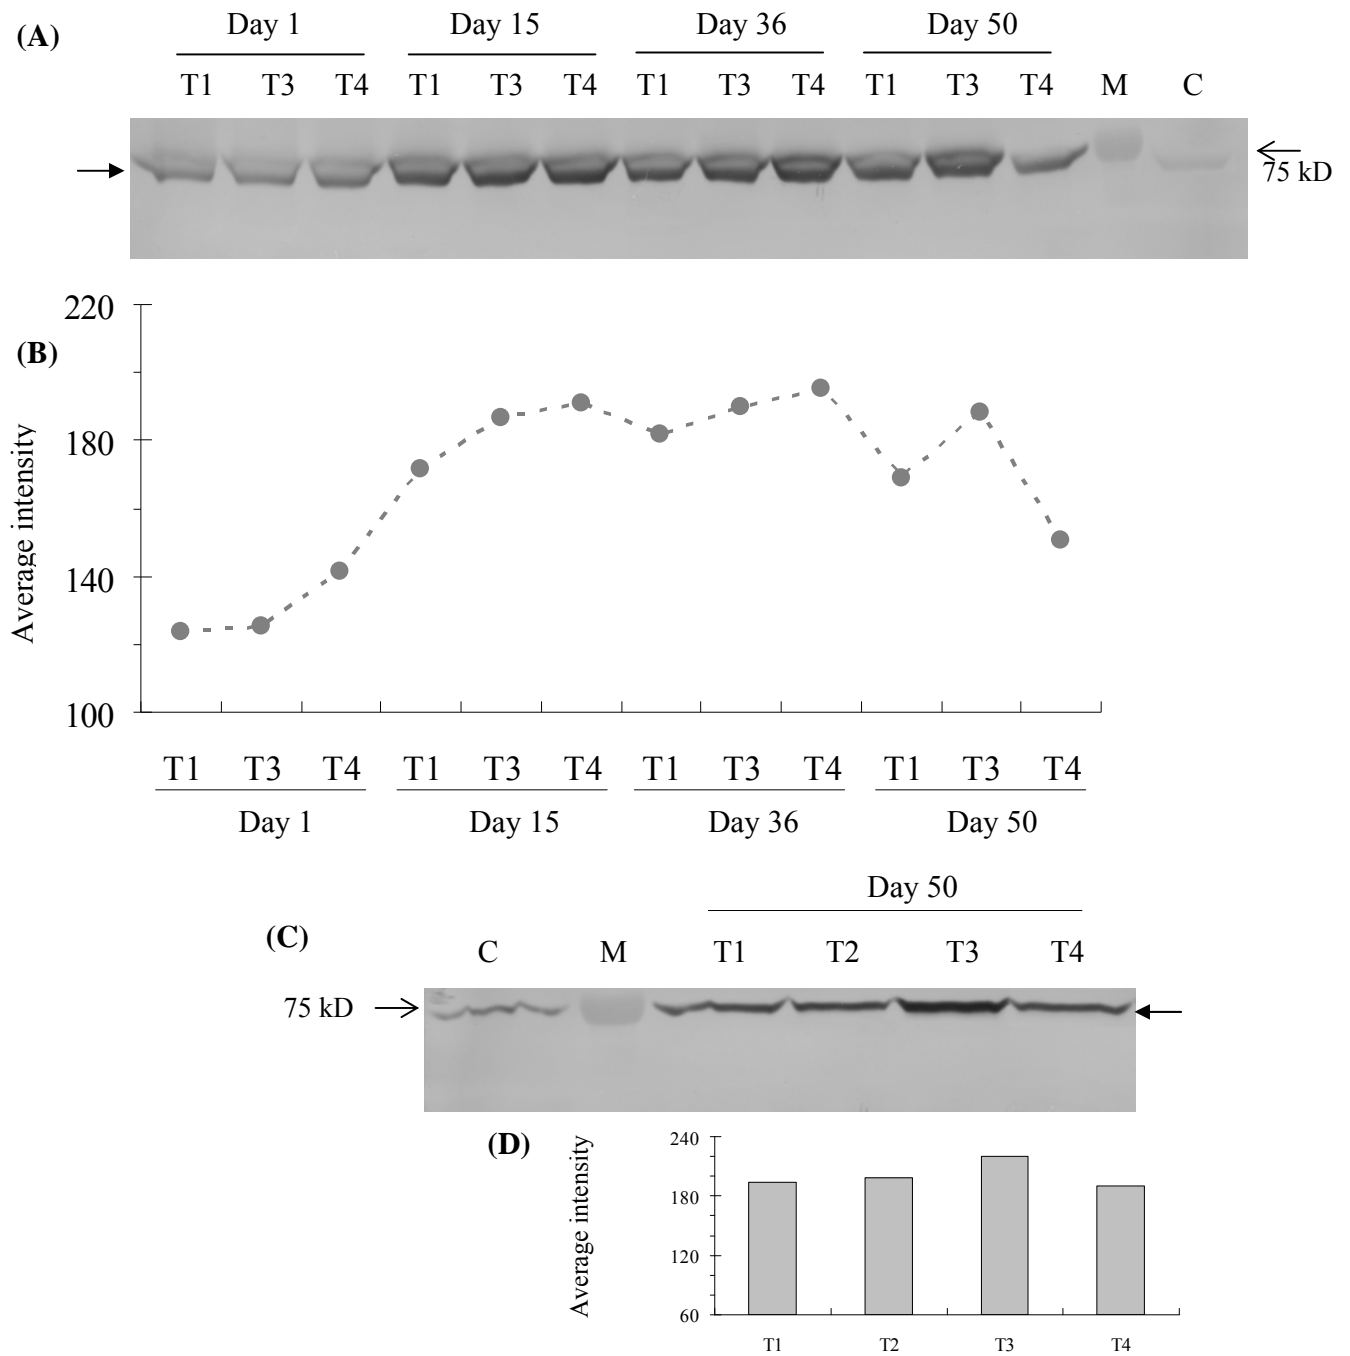 (A)
Day 1 Day 15 Day 36 Day 50
T1 T3 T4 T1 T3 T4 T1 T3 T4 T1 T3 T4 M C
75 kD
(B)
Average intensity
220
180
140
100
T1 T3 T4 T1 T3 T4 T1 T3 T4 T1 T3 T4
Day 1 Day 15 Day 36 Day 50
Day 50
(C)
C M T1 T2 T3 T4
75 kD
(D)
Average intensity
240
180
120
60
T1 T2 T3 T4